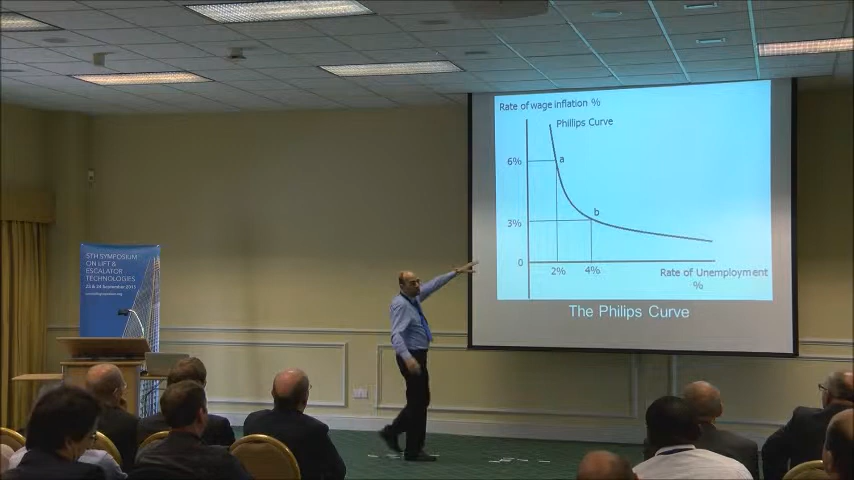 Rate of wage inflation %
Phillips Curve
6%
a
b
3%
0
2%
4%
Rate of Unemployment
%
The Philips Curve
5TH SYMPOSIUM
ON LIFT &
ESCALATOR
TECHNOLOGIES